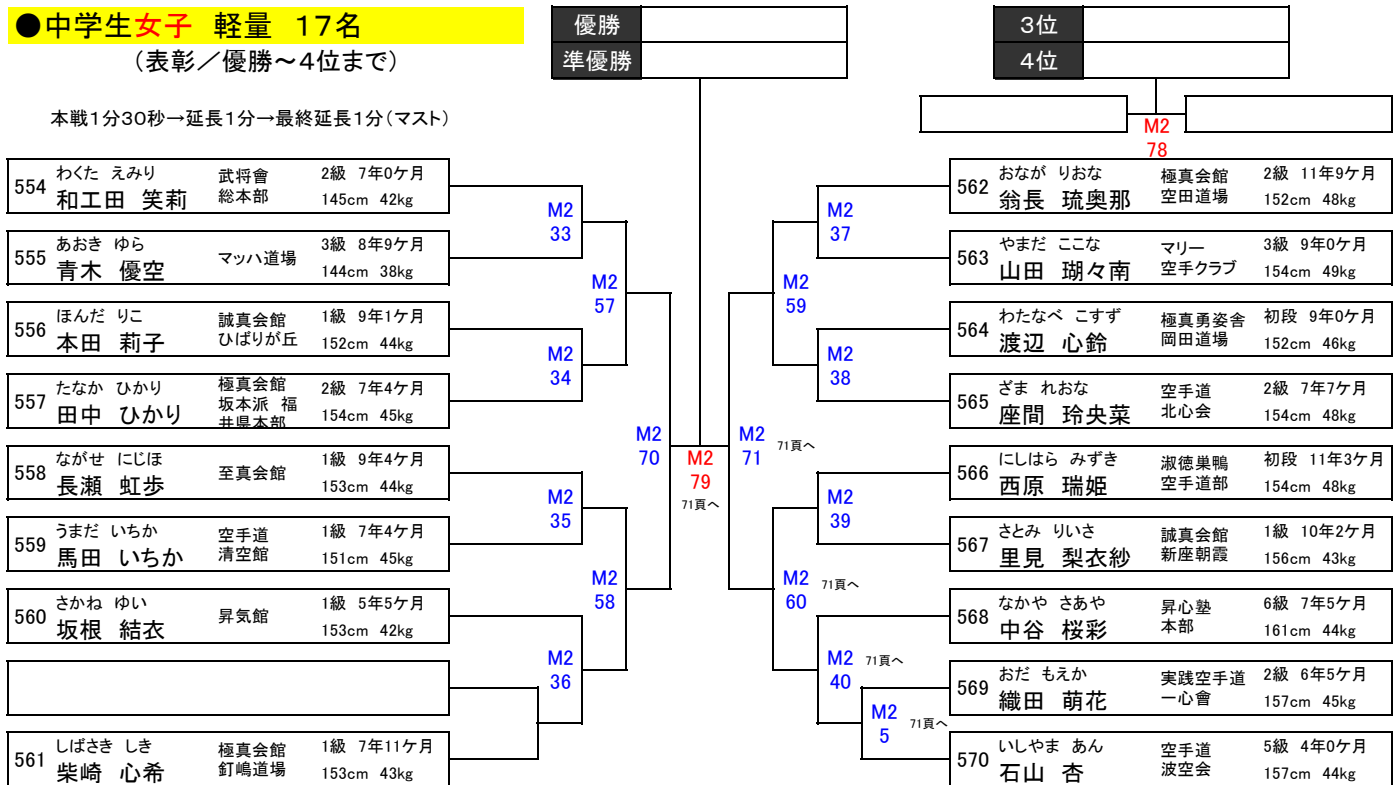 ●中学生女子 軽量 17名
(表彰／優勝～4位まで)
本戦1分30秒→延長1分→最終延長1分(マスト)
優勝
準優勝
3位
4位
M2
78
554 わくた えみり 和工田 笑莉 武将會 総本部 2級 7年0ケ月 145cm 42kg
555 あおき ゆら 青木 優空 マッハ道場 3級 8年9ケ月 144cm 38kg
556 ほんだ りこ 本田 莉子 誠真会館 ひばりが丘 1級 9年1ケ月 152cm 44kg
557 たなか ひかり 田中 ひかり 極真会館 坂本派 福井県本部 2級 7年4ケ月 154cm 45kg
558 ながせ にじほ 長瀬 虹歩 至真会館 1級 9年4ケ月 153cm 44kg
559 うまだ いちか 馬田 いちか 空手道 清空館 1級 7年4ケ月 151cm 45kg
560 さかね ゆい 坂根 結衣 昇気館 1級 5年5ケ月 153cm 42kg
561 しばさき しき 柴崎 心希 極真会館 釘嶋道場 1級 7年11ケ月 153cm 43kg
M2
33
M2
34
M2
35
M2
36
M2
57
M2
58
M2
70
M2
79
71頁へ
M2
71 71頁へ
M2
59
M2
60 71頁へ
M2
37
M2
38
M2
39
M2
40 71頁へ
M2
5 71頁へ
562 おなが りおな 翁長 琉奥那 極真会館 空田道場 2級 11年9ケ月 152cm 48kg
563 やまだ ここな 山田 瑚々南 マリー 空手クラブ 3級 9年0ケ月 154cm 49kg
564 わたなべ こすず 渡辺 心鈴 極真勇姿舎 岡田道場 初段 9年0ケ月 152cm 46kg
565 ざま れおな 座間 玲央菜 空手道 北心会 2級 7年7ケ月 154cm 48kg
566 にしはら みずき 西原 瑞姫 淑徳巣鴨 空手道部 初段 11年3ケ月 154cm 48kg
567 さとみ りいさ 里見 梨衣紗 誠真会館 新座朝霞 1級 10年2ケ月 156cm 43kg
568 なかや さあや 中谷 桜彩 昇心塾 本部 6級 7年5ケ月 161cm 44kg
569 おだ もえか 織田 萌花 実践空手道 一心會 2級 6年5ケ月 157cm 45kg
570 いしやま あん 石山 杏 空手道 波空会 5級 4年0ケ月 157cm 44kg